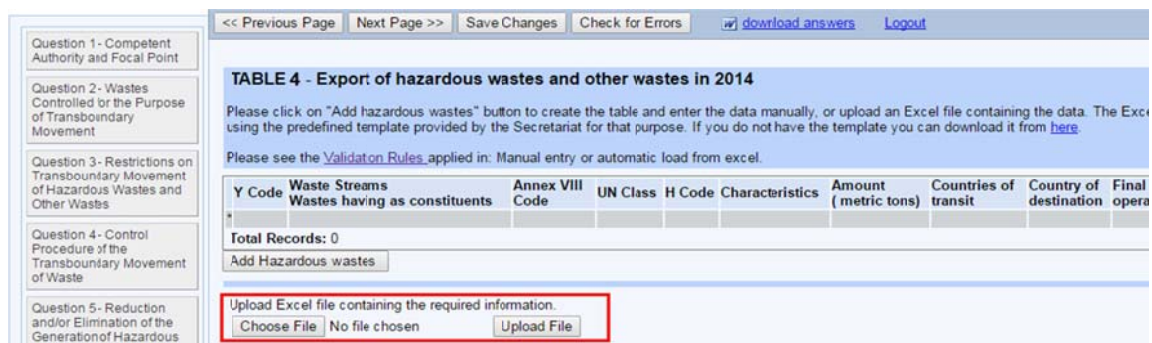 << Previous Page Next Page >> Save Changes Check for Errors download answers Logout
Question 1- Competent
Authority and Focal Point
Question 2- Wastes
Controlled for the Purpose
of Transboundary
Movement
Question 3- Restrictions on
Transboundary Movement
of Hazardous Wastes and
Other Wastes
Question 4- Control
Procedure of the
Transboundary Movement
of Waste
Question 5- Reduction
and/or Elimination of the
Generation of Hazardous
TABLE 4 - Export of hazardous wastes and other wastes in 2014
Please click on "Add hazardous wastes" button to create the table and enter the data manually, or upload an Excel file containing the data. The Exce
using the predefined template provided by the Secretariat for that purpose. If you do not have the template you can download it from here.
Please see the Validaton Rules applied in: Manual entry or automatic load from excel.
Y Code Waste Streams Annex VIII UN Class H Code Characteristics Amount Countries of Country of Final
Wastes having as constituents Code ( metric tons) transit destination opera
*
Total Records: 0
Add Hazardous wastes
Upload Excel file containing the required information.
Choose File No file chosen Upload File